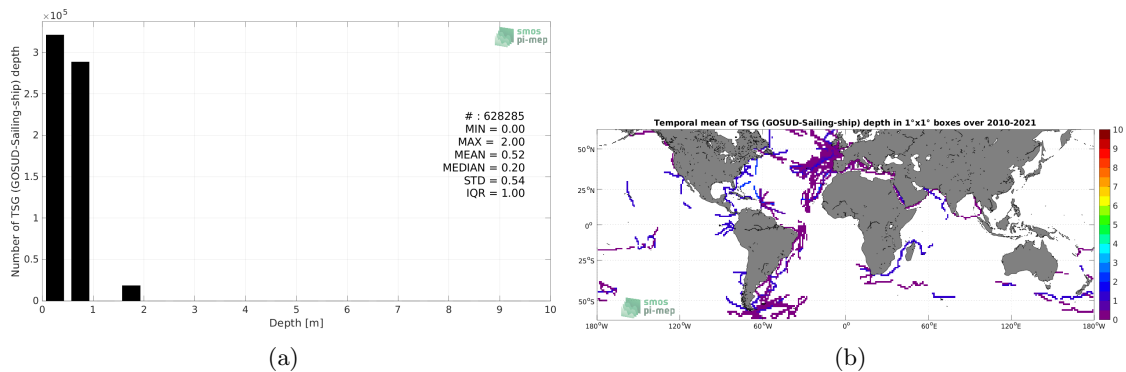 ×10^5
smos
pi-mep
Number of TSG (GOSUD-Sailing-ship) depth
3
2.5
2
1.5
1
0.5
0
# : 628285
MIN = 0.00
MAX = 2.00
MEAN = 0.52
MEDIAN = 0.20
STD = 0.54
IQR = 1.00
0 1 2 3 4 5 6 7 8 9 10
Depth [m]
(a)
Temporal mean of TSG (GOSUD-Sailing-ship) depth in 1°x1° boxes over 2010-2021
50°N
25°N
0°
25°S
50°S
180°W 120°W 60°W 0° 60°E 120°E 180°W
smos
pi-mep
10
9
8
7
6
5
4
3
2
1
0
(b)